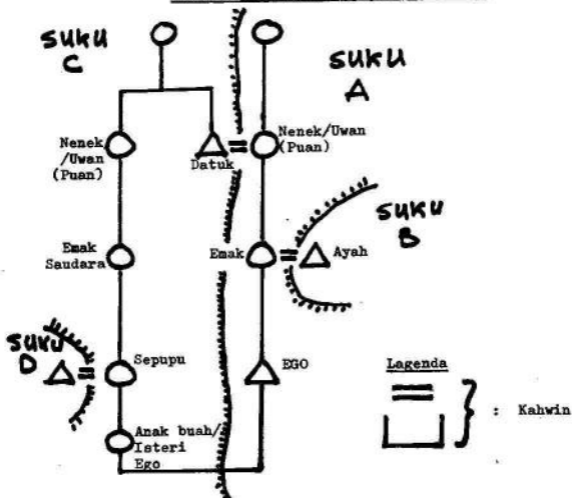 SUKU
C
SUKU
A
Nenek
/Uwan
(Puan)
Datuk
Nenek/Uwan
(Puan)
SUKU
B
Emak
Saudara
Emak
Ayah
SUKU
D
Sepupu
EGO
Lagenda
: Kahwin
Anak buah/
Isteri
Ego